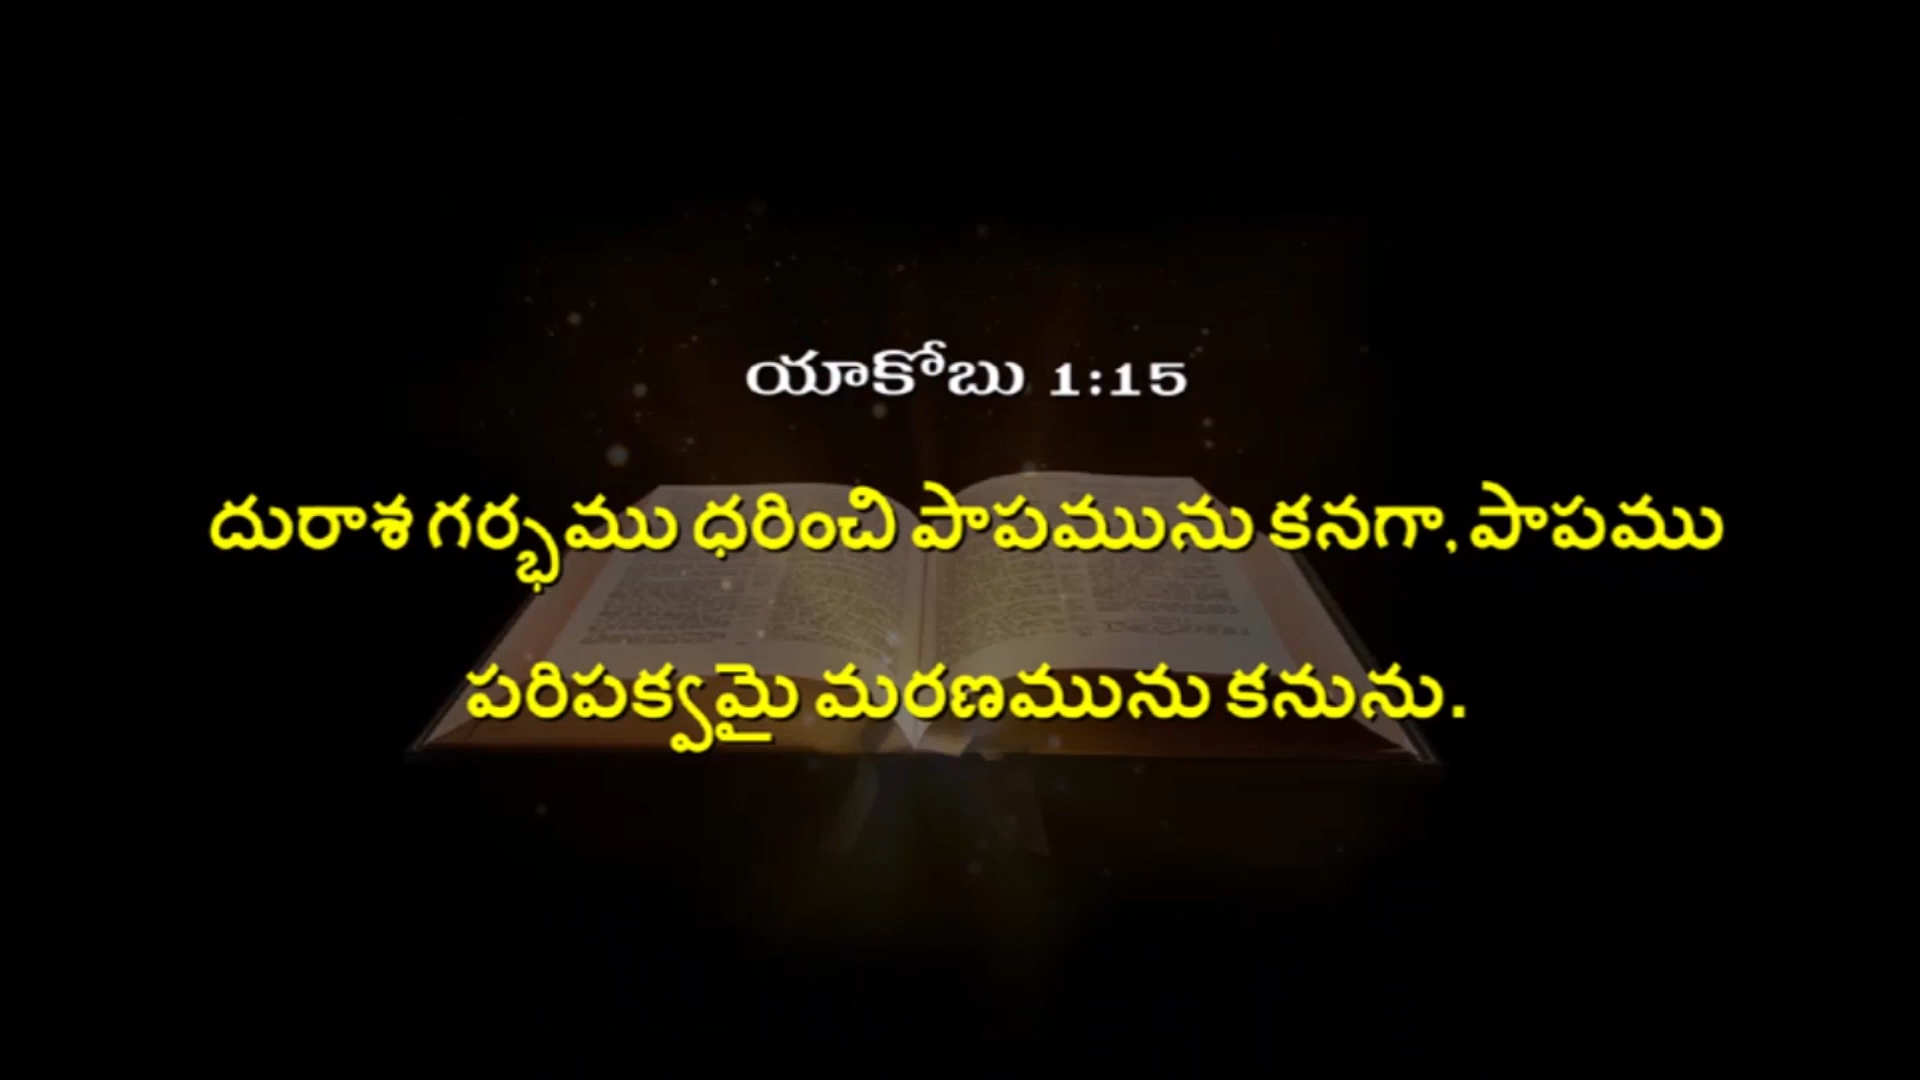 యాకోబు 1:15
దురాశ గర్భము ధరించి పాపమును కనగా, పాపము
పరిపక్వమై మరణమును కనును.